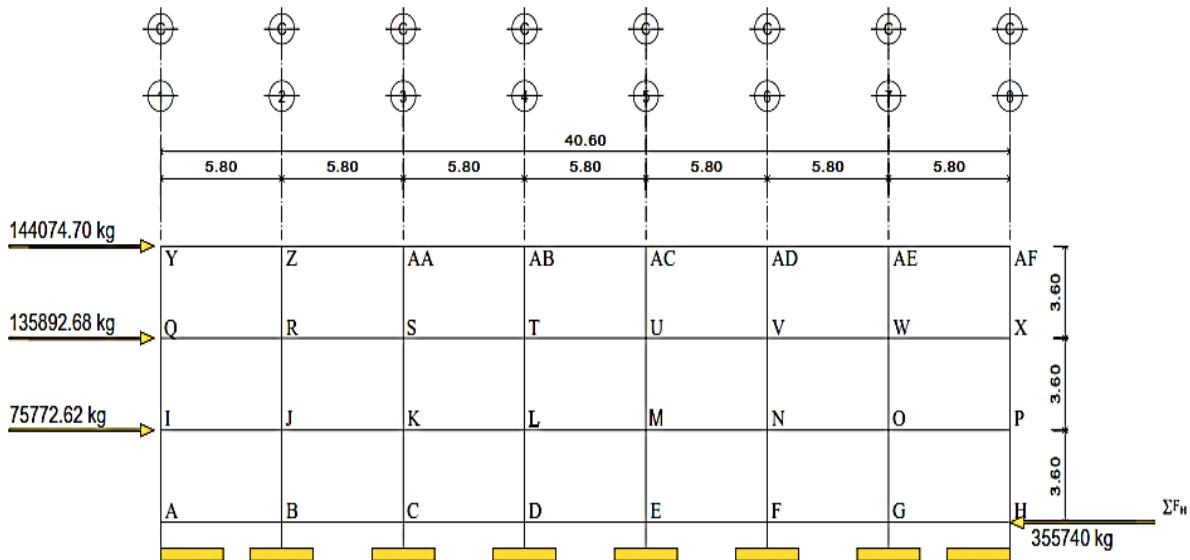 C C C C C C C C
1 2 3 4 5 6 7 8
40.60
5.80 5.80 5.80 5.80 5.80 5.80 5.80
144074.70 kg
Y Z AA AB AC AD AE AF
3.60
135892.68 kg
Q R S T U V W X
3.60
75772.62 kg
I J K L M N O P
3.60
A B C D E F G H
ΣFH
355740 kg